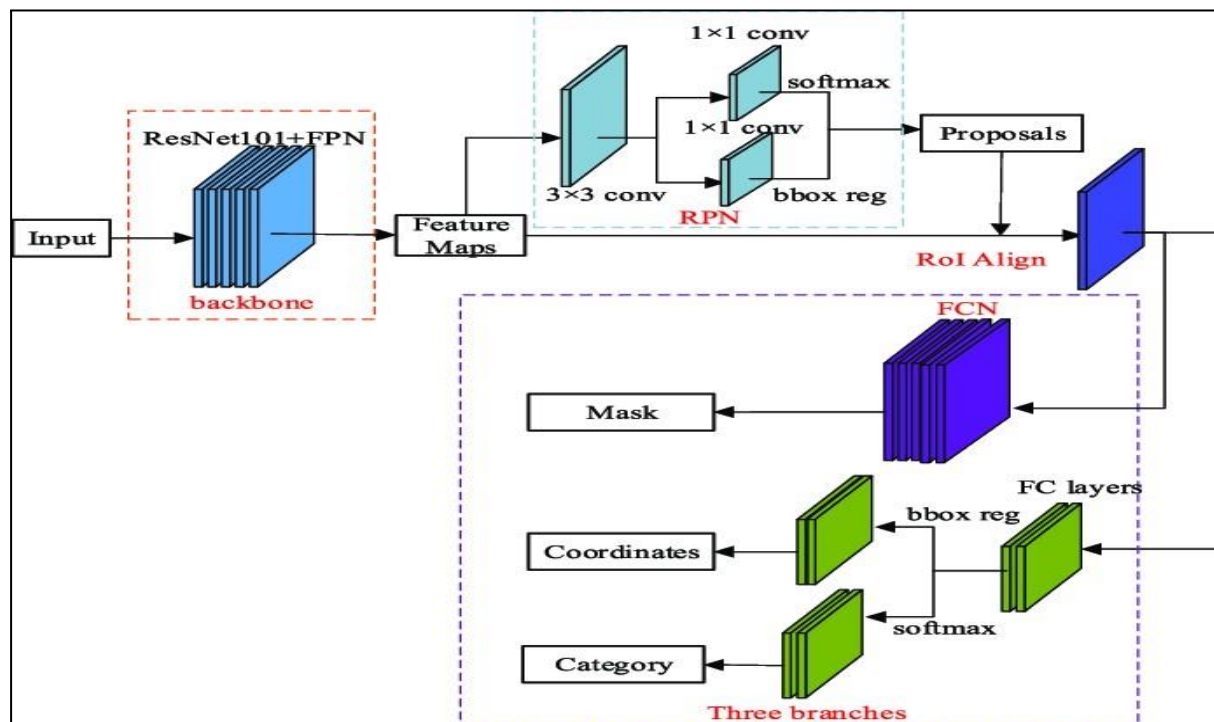 1×1 conv
softmax
ResNet101+FPN
1×1 conv
Proposals
3×3 conv
bbox reg
RPN
Input
Feature
Maps
RoI Align
backbone
FCN
Mask
FC layers
bbox reg
Coordinates
softmax
Category
Three branches